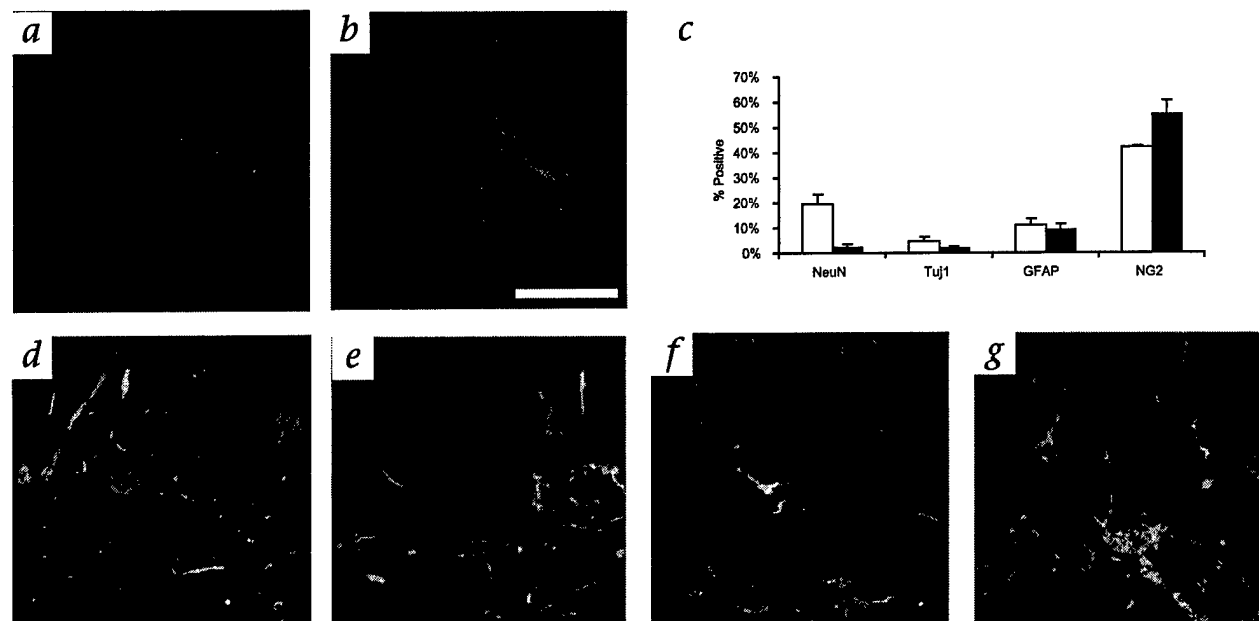 a
b
c
70%
60%
50%
40%
30%
20%
10%
0%
% Positive
NeuN Tuj1 GFAP NG2
d
e
f
g